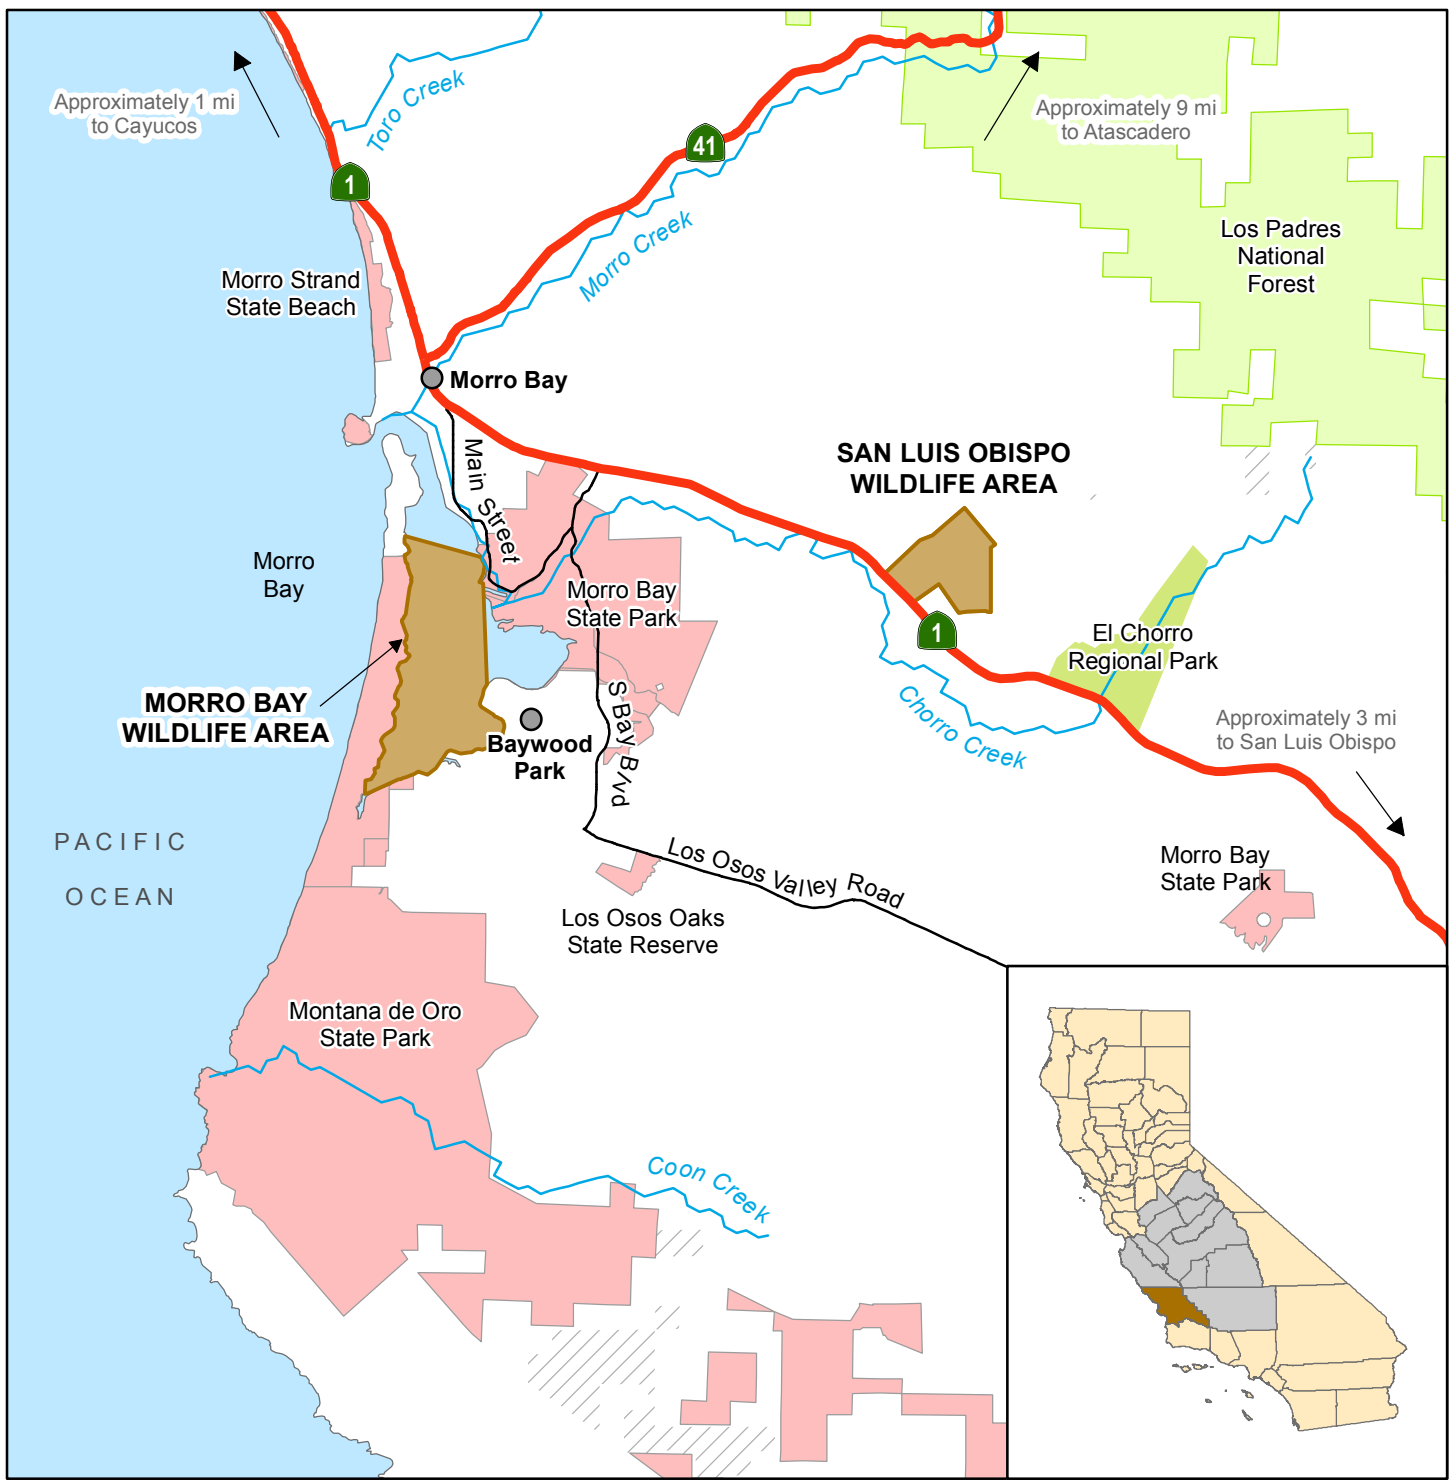 Approximately 1 mi
to Cayucos
Toro Creek
Approximately 9 mi
to Atascadero
41
1
Los Padres
National
Forest
Morro Creek
Morro Strand
State Beach
Morro Bay
Main Street
SAN LUIS OBISPO
WILDLIFE AREA
Morro
Bay
Morro Bay
State Park
1
El Chorro
Regional Park
MORRO BAY
WILDLIFE AREA
S Bay Blvd
Chorro Creek
Baywood
Park
Approximately 3 mi
to San Luis Obispo
PACIFIC
OCEAN
Los Osos Valley Road
Morro Bay
State Park
Los Osos Oaks
State Reserve
Montana de Oro
State Park
Coon Creek